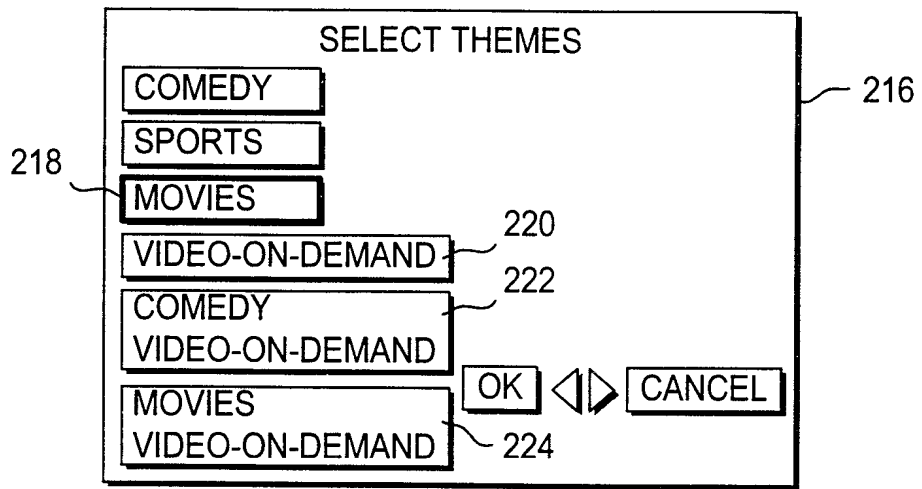 SELECT THEMES
COMEDY
216
SPORTS
218
MOVIES
VIDEO-ON-DEMAND
220
222
COMEDY
VIDEO-ON-DEMAND
OK
CANCEL
MOVIES
VIDEO-ON-DEMAND
224